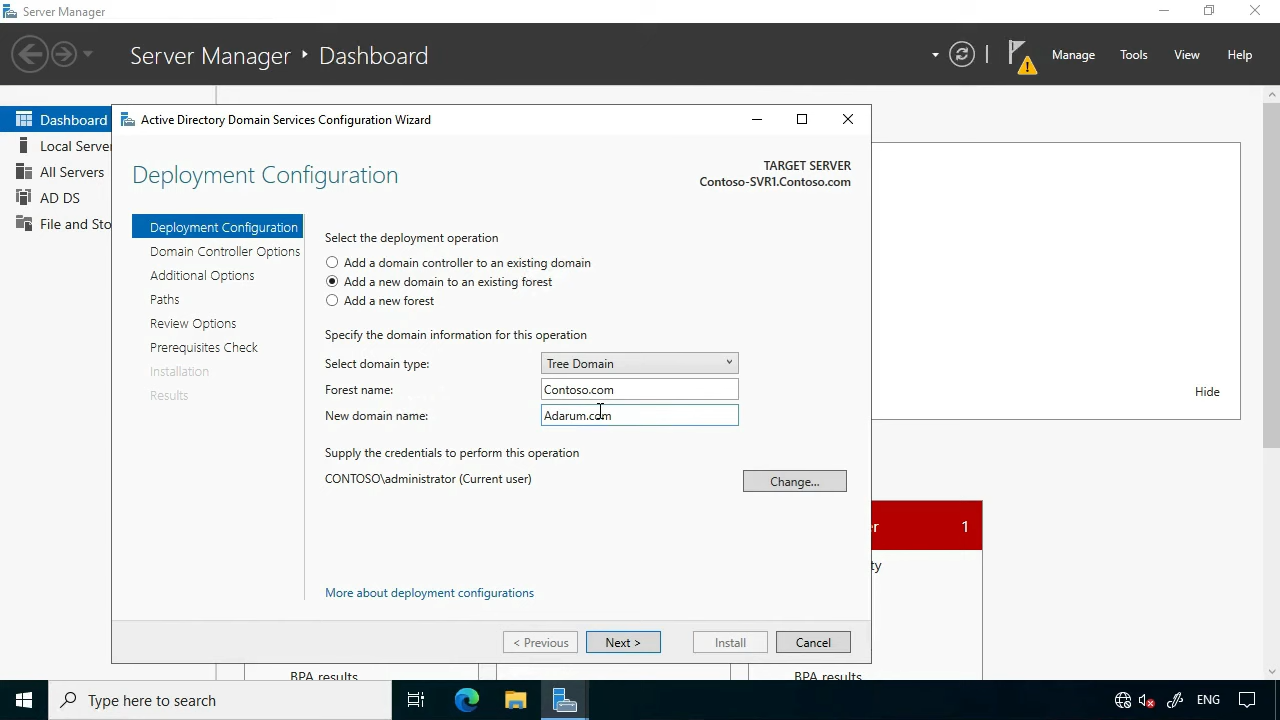 Server Manager
Server Manager ‣ Dashboard
Manage Tools View Help
Dashboard
Local Server
All Servers
AD DS
File and Sto
Active Directory Domain Services Configuration Wizard
Deployment Configuration
TARGET SERVER
Contoso-SVR1.Contoso.com
Deployment Configuration
Domain Controller Options
Additional Options
Paths
Review Options
Prerequisites Check
Installation
Results
Select the deployment operation
Add a domain controller to an existing domain
Add a new domain to an existing forest
Add a new forest
Specify the domain information for this operation
Select domain type: Tree Domain
Forest name: Contoso.com
New domain name: Adarum.com
Supply the credentials to perform this operation
CONTOSO\administrator (Current user) Change...
More about deployment configurations
< Previous Next > Install Cancel
Hide
1
BPA results BPA results
Type here to search
ENG